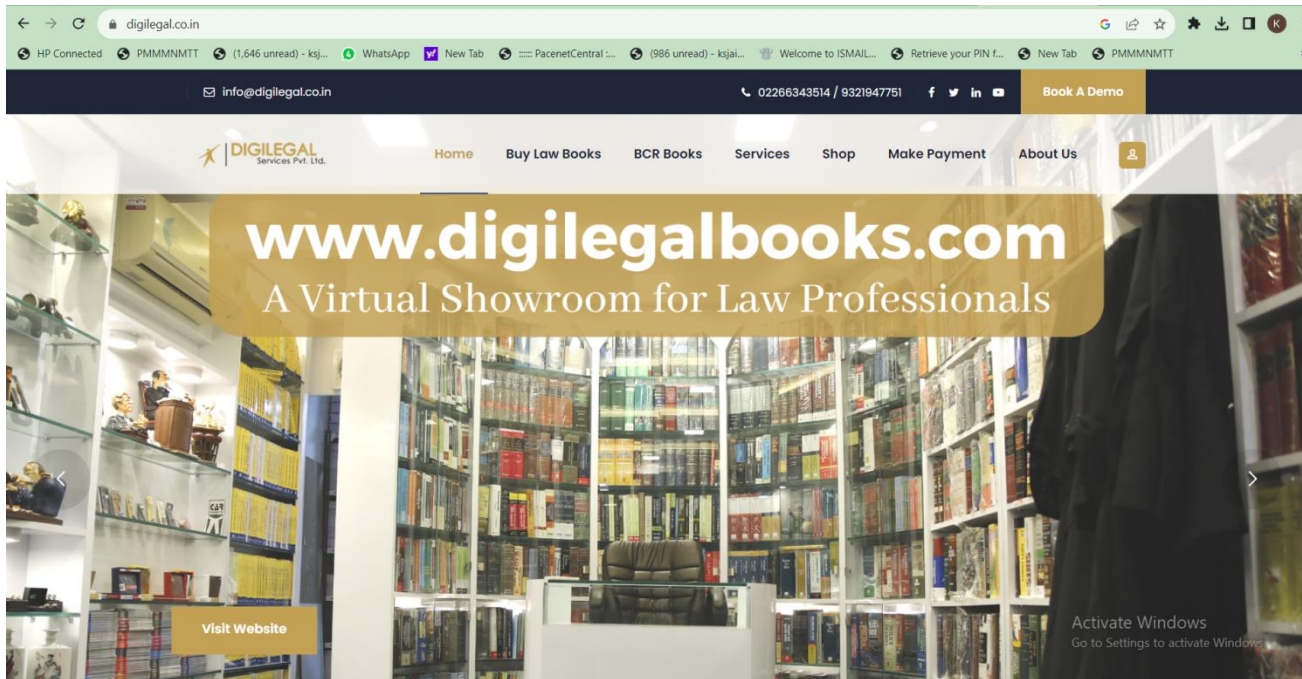 digilegal.co.in
HP Connected PMMMNMTT (1,646 unread) - ksj... WhatsApp New Tab :::::: PacenetCentral :... (986 unread) - ksjai... Welcome to ISMAIL... Retrieve your PIN f... New Tab PMMMNMTT
info@digilegal.co.in 02266343514 / 9321947751 Book A Demo
DIGILEGAL
Services Pvt. Ltd.
Home Buy Law Books BCR Books Services Shop Make Payment About Us
www.digilegalbooks.com
A Virtual Showroom for Law Professionals
Visit Website
Activate Windows
Go to Settings to activate Windows.